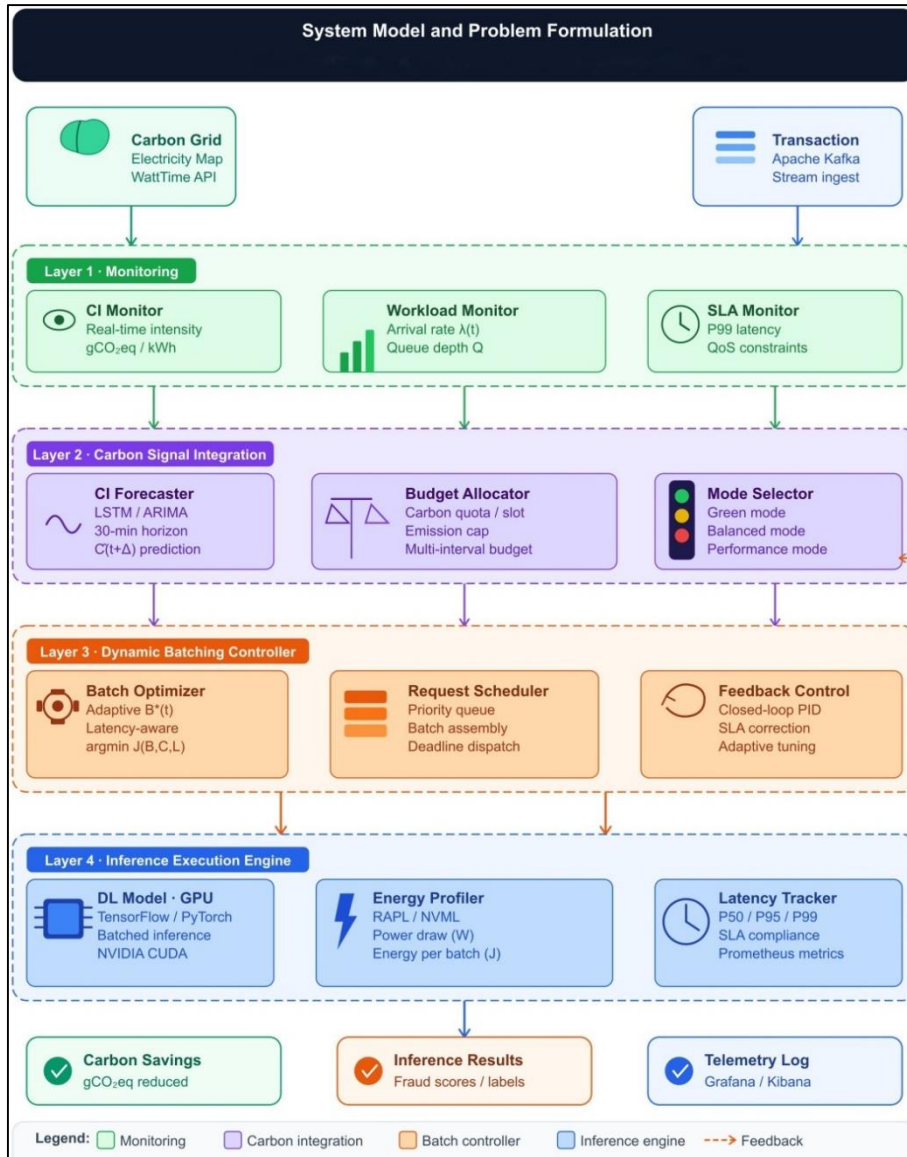 System Model and Problem Formulation
Carbon Grid
Electricity Map
WattTime API
Transaction
Apache Kafka
Stream ingest
Layer 1 · Monitoring
CI Monitor
Real-time intensity
gCO₂eq / kWh
Workload Monitor
Arrival rate λ(t)
Queue depth Q
SLA Monitor
P99 latency
QoS constraints
Layer 2 · Carbon Signal Integration
CI Forecaster
LSTM / ARIMA
30-min horizon
Ĉ(t+Δ) prediction
Budget Allocator
Carbon quota / slot
Emission cap
Multi-interval budget
Mode Selector
Green mode
Balanced mode
Performance mode
Layer 3 · Dynamic Batching Controller
Batch Optimizer
Adaptive B*(t)
Latency-aware
argmin J(B,C,L)
Request Scheduler
Priority queue
Batch assembly
Deadline dispatch
Feedback Control
Closed-loop PID
SLA correction
Adaptive tuning
Layer 4 · Inference Execution Engine
DL Model · GPU
TensorFlow / PyTorch
Batched inference
NVIDIA CUDA
Energy Profiler
RAPL / NVML
Power draw (W)
Energy per batch (J)
Latency Tracker
P50 / P95 / P99
SLA compliance
Prometheus metrics
Carbon Savings
gCO₂eq reduced
Inference Results
Fraud scores / labels
Telemetry Log
Grafana / Kibana
Legend: Monitoring Carbon integration Batch controller Inference engine Feedback